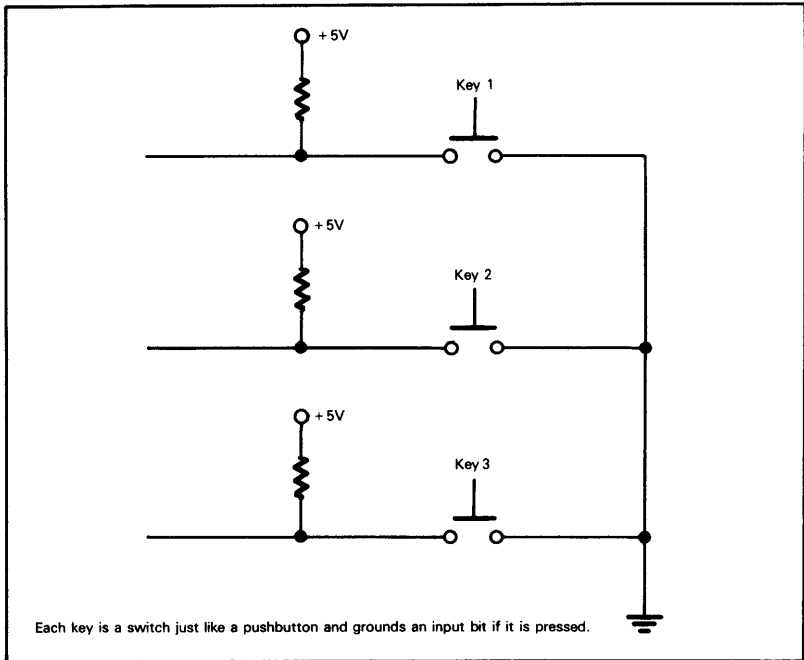 +5V
Key 1
+5V
Key 2
+5V
Key 3
Each key is a switch just like a pushbutton and grounds an input bit if it is pressed.